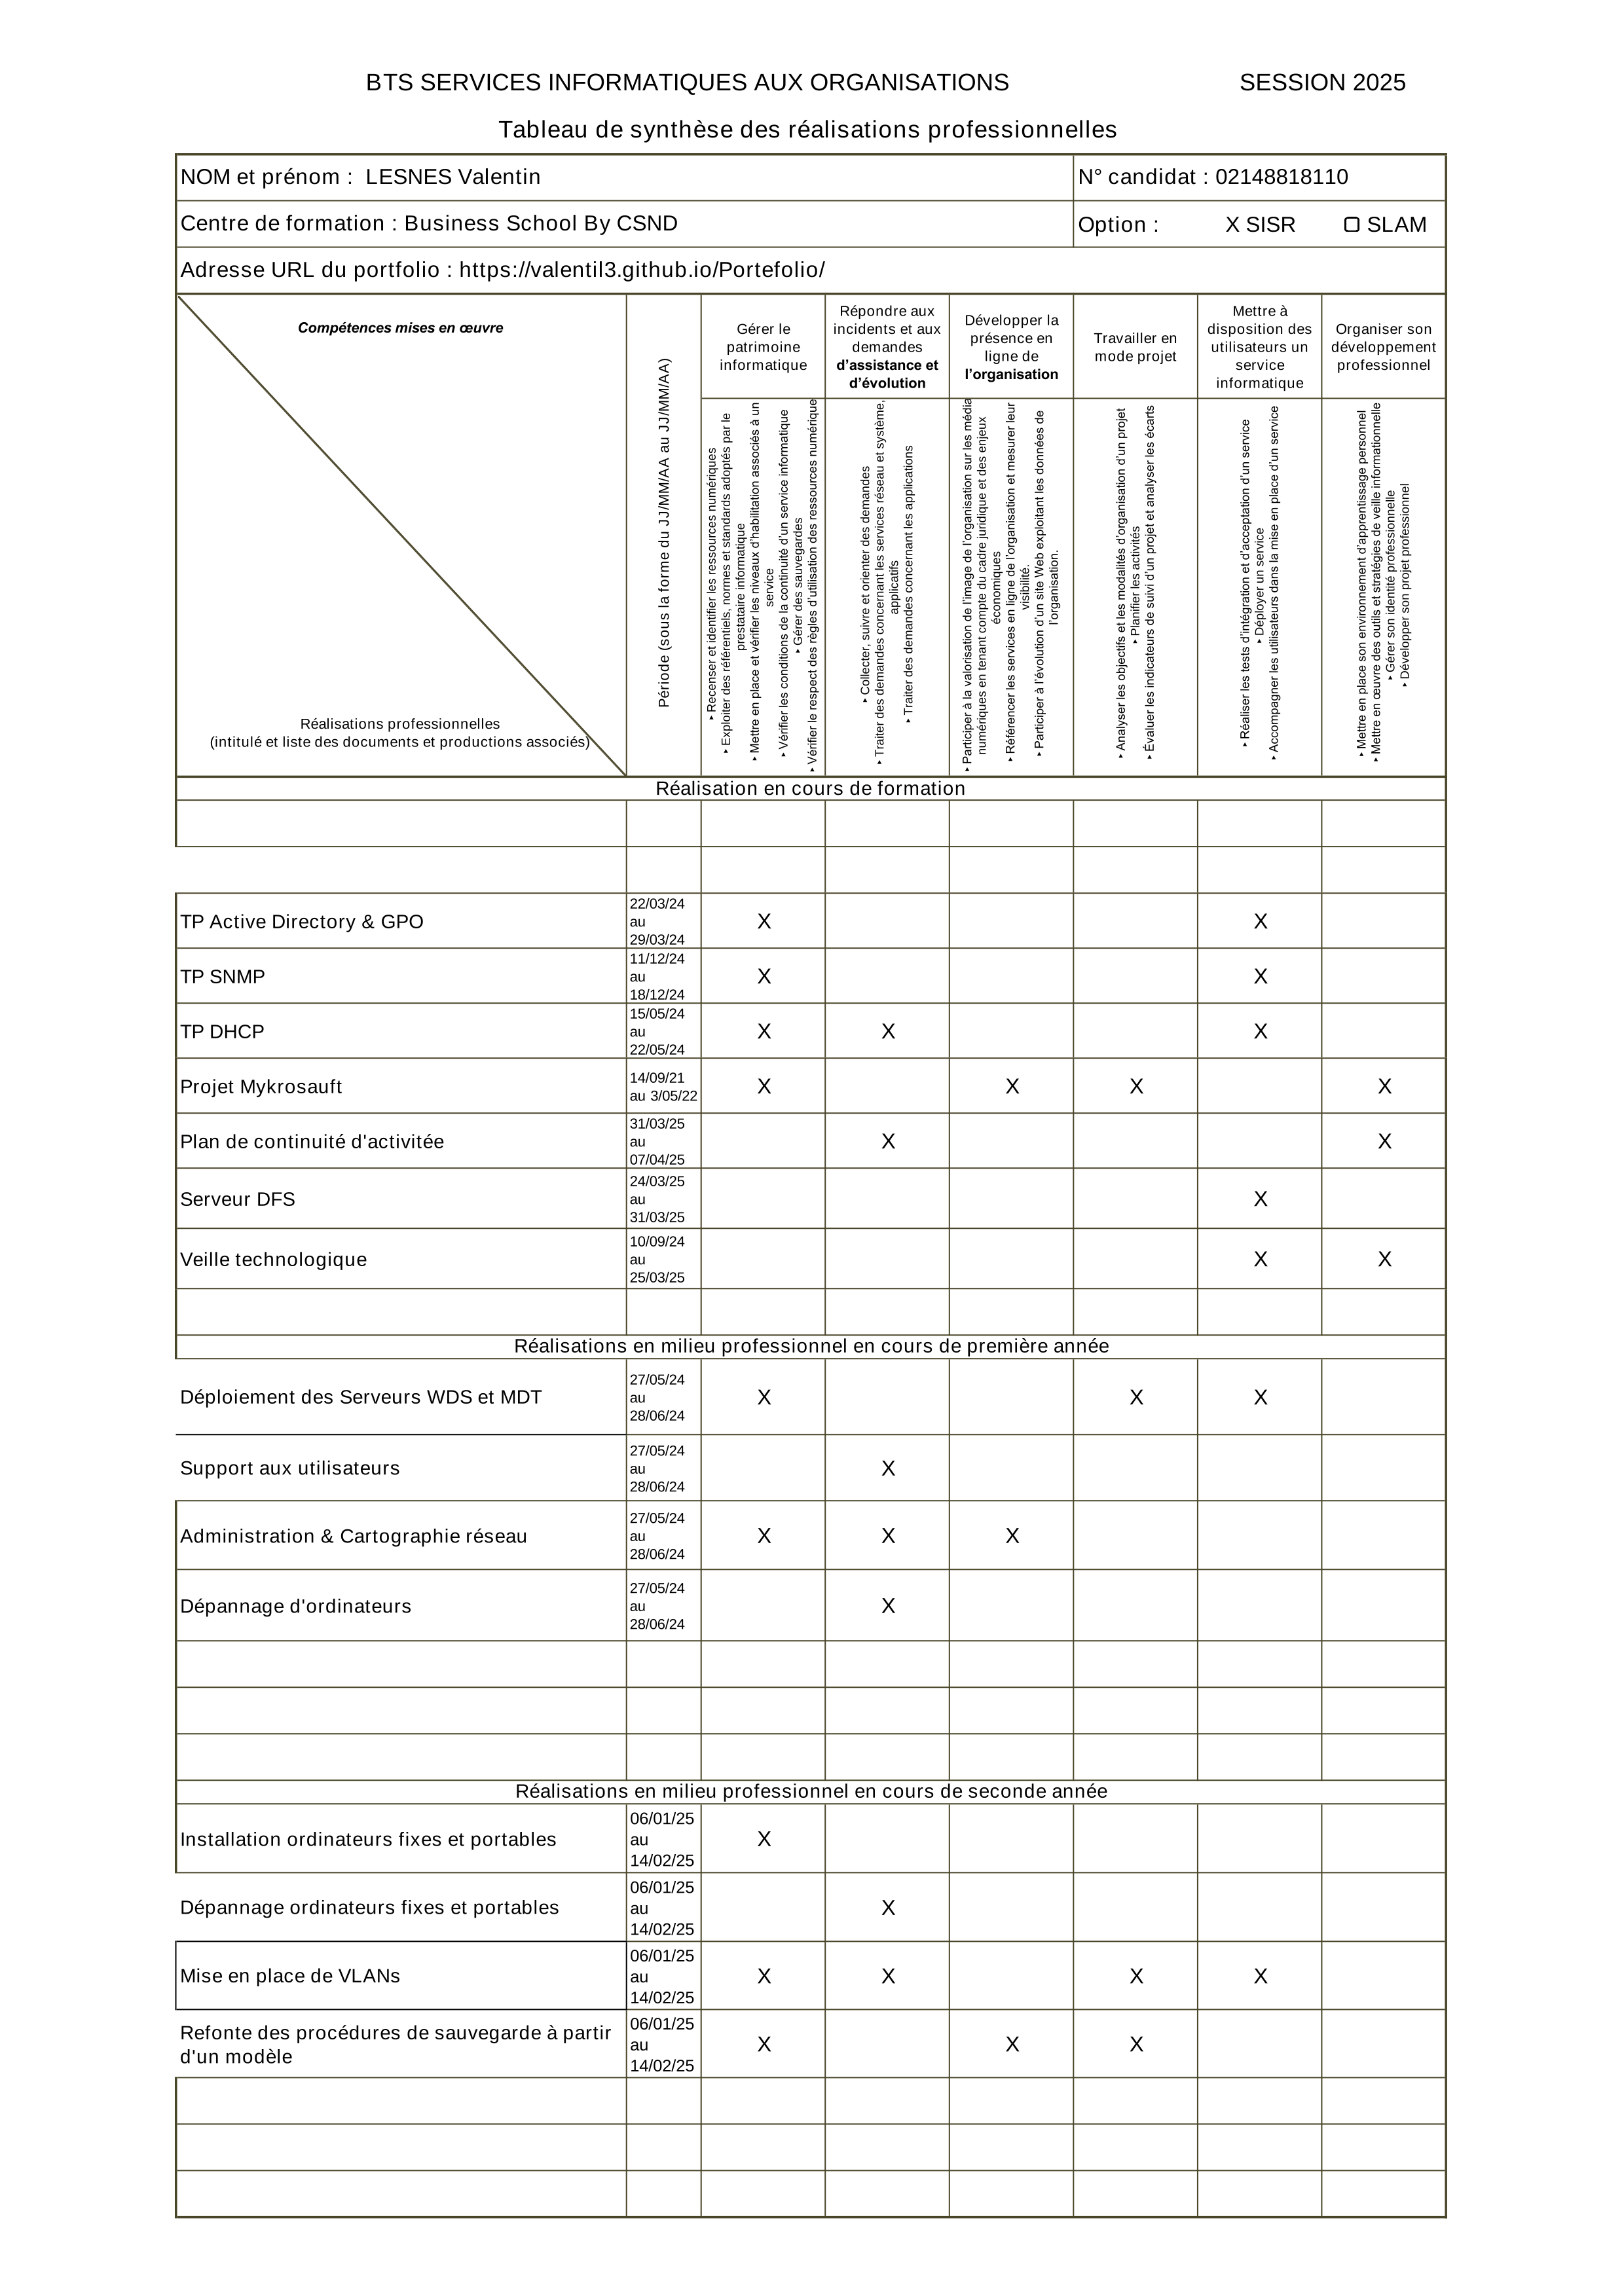 BTS SERVICES INFORMATIQUES AUX ORGANISATIONS SESSION 2025
Tableau de synthèse des réalisations professionnelles
NOM et prénom : LESNES Valentin
N° candidat : 02148818110
Centre de formation : Business School By CSND
Option : X SISR ▢ SLAM
Adresse URL du portfolio : https://valentil3.github.io/Portefolio/
Compétences mises en œuvre
Réalisations professionnelles
(intitulé et liste des documents et productions associés)
Période (sous la forme du JJ/MM/AA au JJ/MM/AA)
Gérer le
patrimoine
informatique
Répondre aux
incidents et aux
demandes
d’assistance et
d’évolution
Développer la
présence en
ligne de
l’organisation
Travailler en
mode projet
Mettre à
disposition des
utilisateurs un
service
informatique
Organiser son
développement
professionnel
‣ Recenser et identifier les ressources numériques
‣ Exploiter des référentiels, normes et standards adoptés par le
prestataire informatique
‣ Mettre en place et vérifier les niveaux d’habilitation associés à un
service
‣ Vérifier les conditions de la continuité d’un service informatique
‣ Gérer des sauvegardes
‣ Vérifier le respect des règles d’utilisation des ressources numérique
‣ Collecter, suivre et orienter des demandes
‣ Traiter des demandes concernant les services réseau et système,
applicatifs
‣ Traiter des demandes concernant les applications
‣ Participer à la valorisation de l’image de l’organisation sur les média
numériques en tenant compte du cadre juridique et des enjeux
économiques
‣ Référencer les services en ligne de l’organisation et mesurer leur
visibilité.
‣ Participer à l’évolution d’un site Web exploitant les données de
l’organisation.
‣ Analyser les objectifs et les modalités d’organisation d’un projet
‣ Planifier les activités
‣ Évaluer les indicateurs de suivi d’un projet et analyser les écarts
‣ Réaliser les tests d’intégration et d’acceptation d’un service
‣ Déployer un service
‣ Accompagner les utilisateurs dans la mise en place d’un service
‣ Mettre en place son environnement d’apprentissage personnel
‣ Mettre en œuvre des outils et stratégies de veille informationnelle
‣ Gérer son identité professionnelle
‣ Développer son projet professionnel
Réalisation en cours de formation
TP Active Directory & GPO
22/03/24
au
29/03/24
X X
TP SNMP
11/12/24
au
18/12/24
X X
TP DHCP
15/05/24
au
22/05/24
X X X
Projet Mykrosauft
14/09/21
au 3/05/22
X X X X
Plan de continuité d'activitée
31/03/25
au
07/04/25
X X
Serveur DFS
24/03/25
au
31/03/25
X
Veille technologique
10/09/24
au
25/03/25
X X
Réalisations en milieu professionnel en cours de première année
Déploiement des Serveurs WDS et MDT
27/05/24
au
28/06/24
X X X
Support aux utilisateurs
27/05/24
au
28/06/24
X
Administration & Cartographie réseau
27/05/24
au
28/06/24
X X X
Dépannage d'ordinateurs
27/05/24
au
28/06/24
X
Réalisations en milieu professionnel en cours de seconde année
Installation ordinateurs fixes et portables
06/01/25
au
14/02/25
X
Dépannage ordinateurs fixes et portables
06/01/25
au
14/02/25
X
Mise en place de VLANs
06/01/25
au
14/02/25
X X X X
Refonte des procédures de sauvegarde à partir
d'un modèle
06/01/25
au
14/02/25
X X X